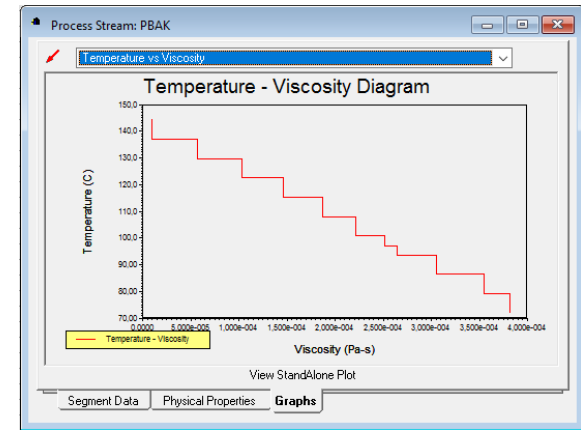 Process Stream: PBAK
Temperature vs Viscosity
Temperature - Viscosity Diagram
150,0
140,0
130,0
120,0
110,0
100,0
90,00
80,00
70,00
Temperature (C)
0,0000 5,000e-005 1,000e-004 1,500e-004 2,000e-004 2,500e-004 3,000e-004 3,500e-004 4,000e-004
Temperature - Viscosity
Viscosity (Pa-s)
View StandAlone Plot
Segment Data Physical Properties Graphs